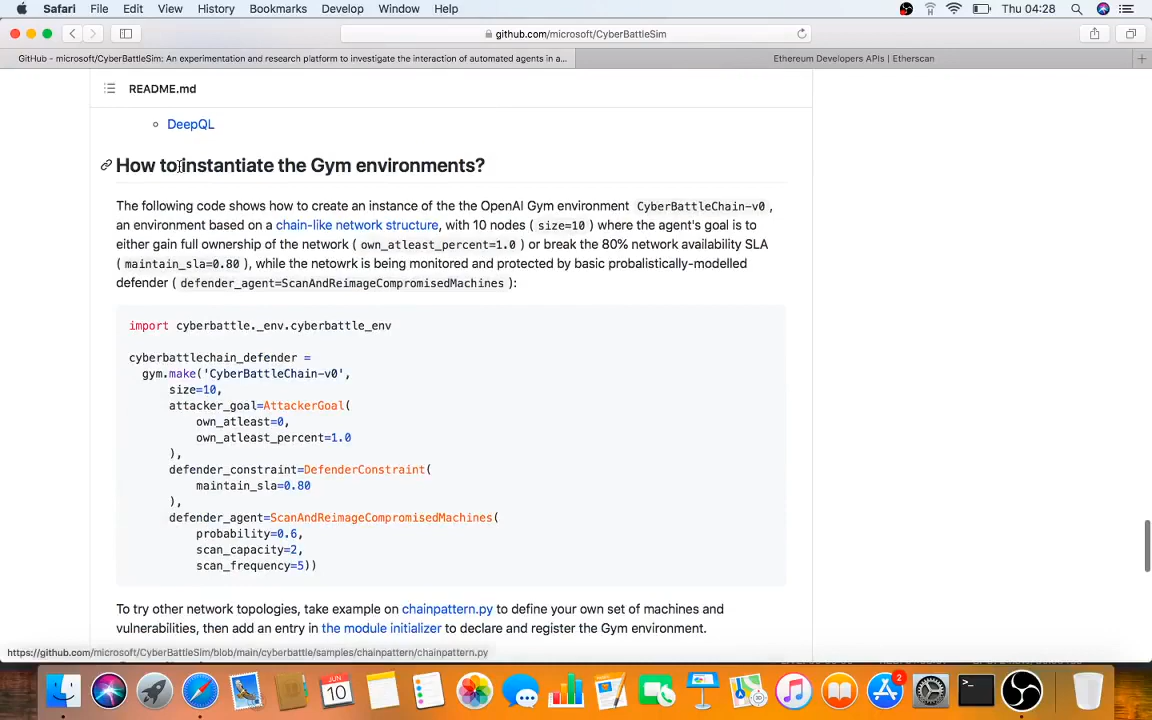 Safari File Edit View History Bookmarks Develop Window Help Thu 04:28
github.com/microsoft/CyberBattleSim
GitHub - microsoft/CyberBattleSim: An experimentation and research platform to investigate the interaction of automated agents in a... Ethereum Developers APIs | Etherscan
README.md
DeepQL
How to instantiate the Gym environments?
The following code shows how to create an instance of the the OpenAI Gym environment CyberBattleChain-v0 ,
an environment based on a chain-like network structure, with 10 nodes ( size=10 ) where the agent's goal is to
either gain full ownership of the network ( own_atleast_percent=1.0 ) or break the 80% network availability SLA
( maintain_sla=0.80 ), while the netowrk is being monitored and protected by basic probalistically-modelled
defender ( defender_agent=ScanAndReimageCompromisedMachines ):
import cyberbattle._env.cyberbattle_env
cyberbattlechain_defender =
gym.make('CyberBattleChain-v0',
size=10,
attacker_goal=AttackerGoal(
own_atleast=0,
own_atleast_percent=1.0
),
defender_constraint=DefenderConstraint(
maintain_sla=0.80
),
defender_agent=ScanAndReimageCompromisedMachines(
probability=0.6,
scan_capacity=2,
scan_frequency=5))
To try other network topologies, take example on chainpattern.py to define your own set of machines and
vulnerabilities, then add an entry in the module initializer to declare and register the Gym environment.
https://github.com/microsoft/CyberBattleSim/blob/main/cyberbattle/samples/chainpattern/chainpattern.py
JUN
10
2